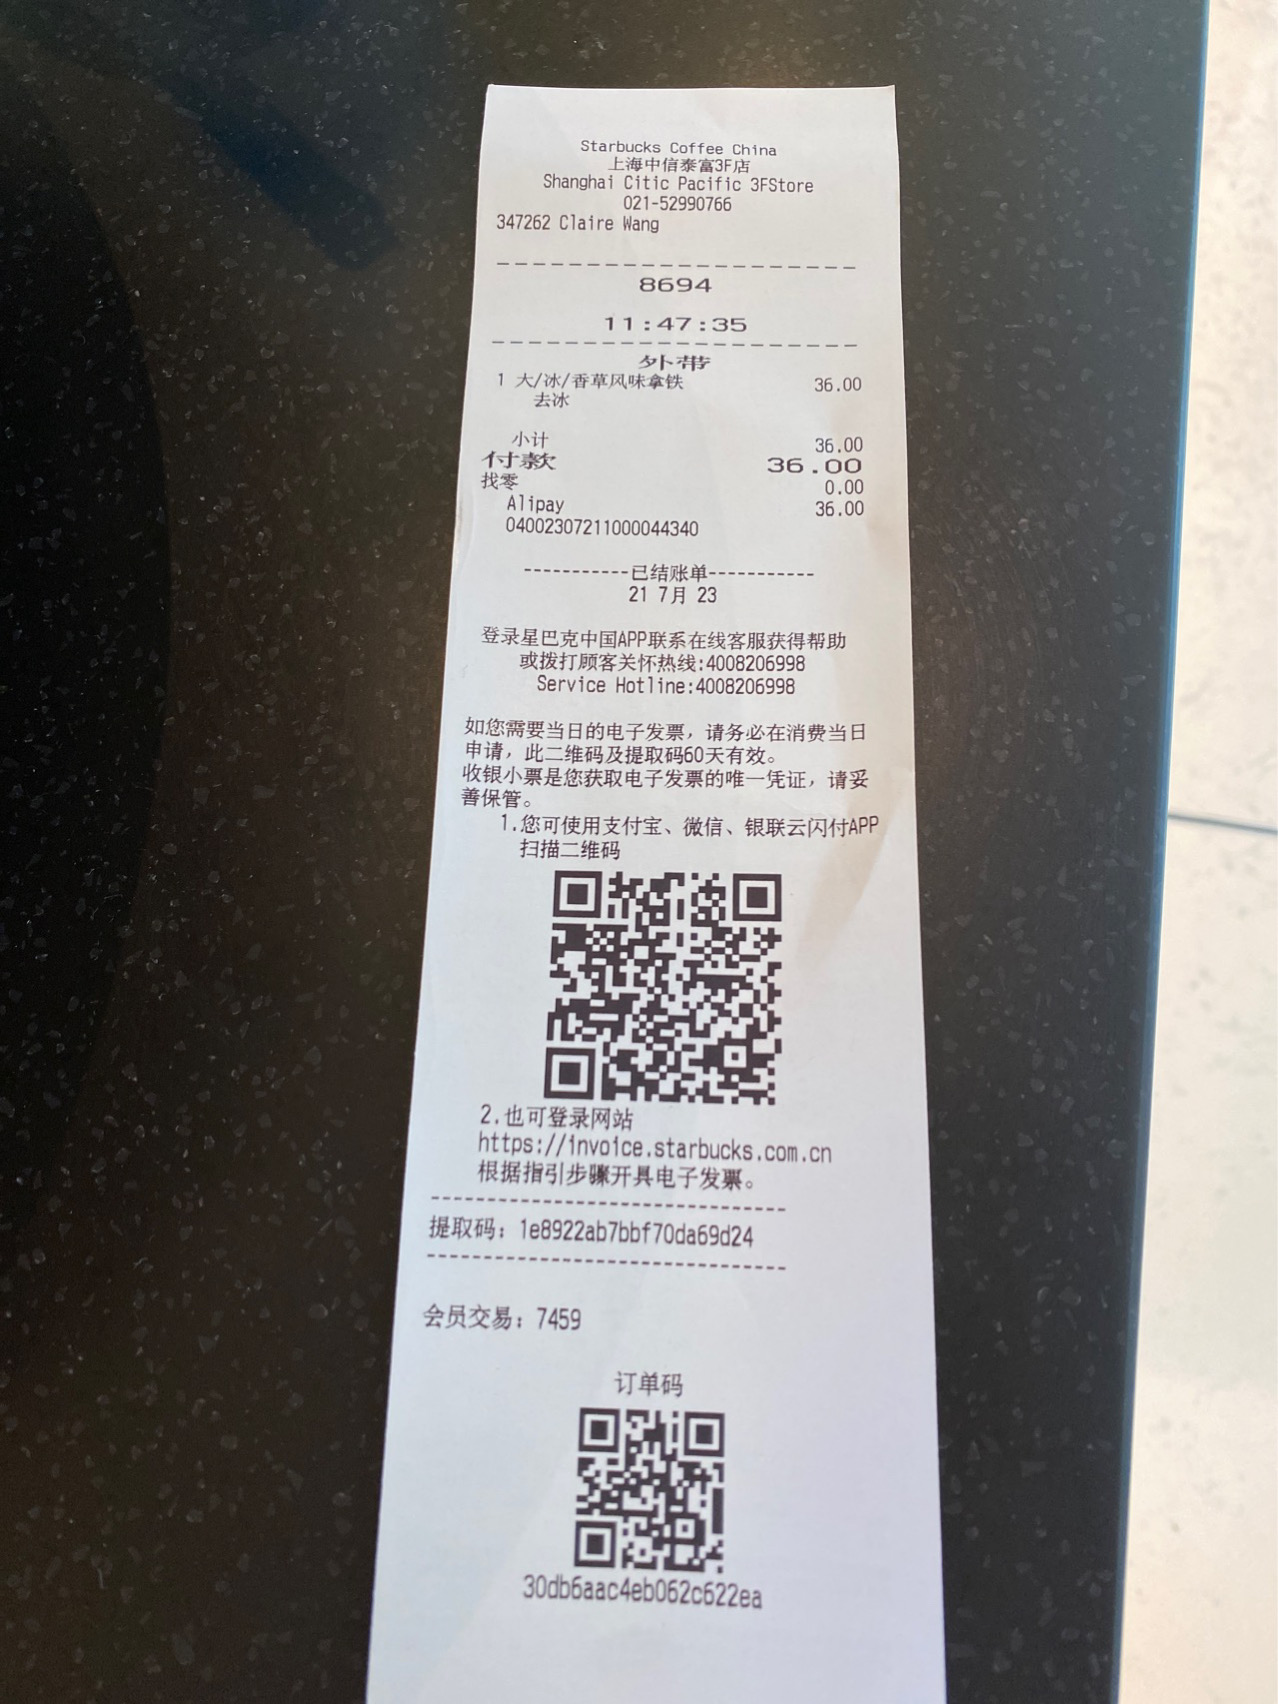 Starbucks Coffee China
上海中信泰富3F店
Shanghai Citic Pacific 3FStore
021-52990766
347262 Claire Wang
--------------------
8694
11:47:35
--------------------
外带
1 大/冰/香草风味拿铁 36.00
去冰
小计 36.00
付款 36.00
找零 0.00
Alipay 36.00
04002307211000044340
-----------已结账单-----------
21 7月 23
登录星巴克中国APP联系在线客服获得帮助
或拨打顾客关怀热线:4008206998
Service Hotline:4008206998
如您需要当日的电子发票，请务必在消费当日
申请，此二维码及提取码60天有效。
收银小票是您获取电子发票的唯一凭证，请妥
善保管。
1.您可使用支付宝、微信、银联云闪付APP
扫描二维码
2.也可登录网站
https://invoice.starbucks.com.cn
根据指引步骤开具电子发票。
------------------------------
提取码：1e8922ab7bbf70da69d24
------------------------------
会员交易：7459
订单码
30db6aac4eb062c622ea